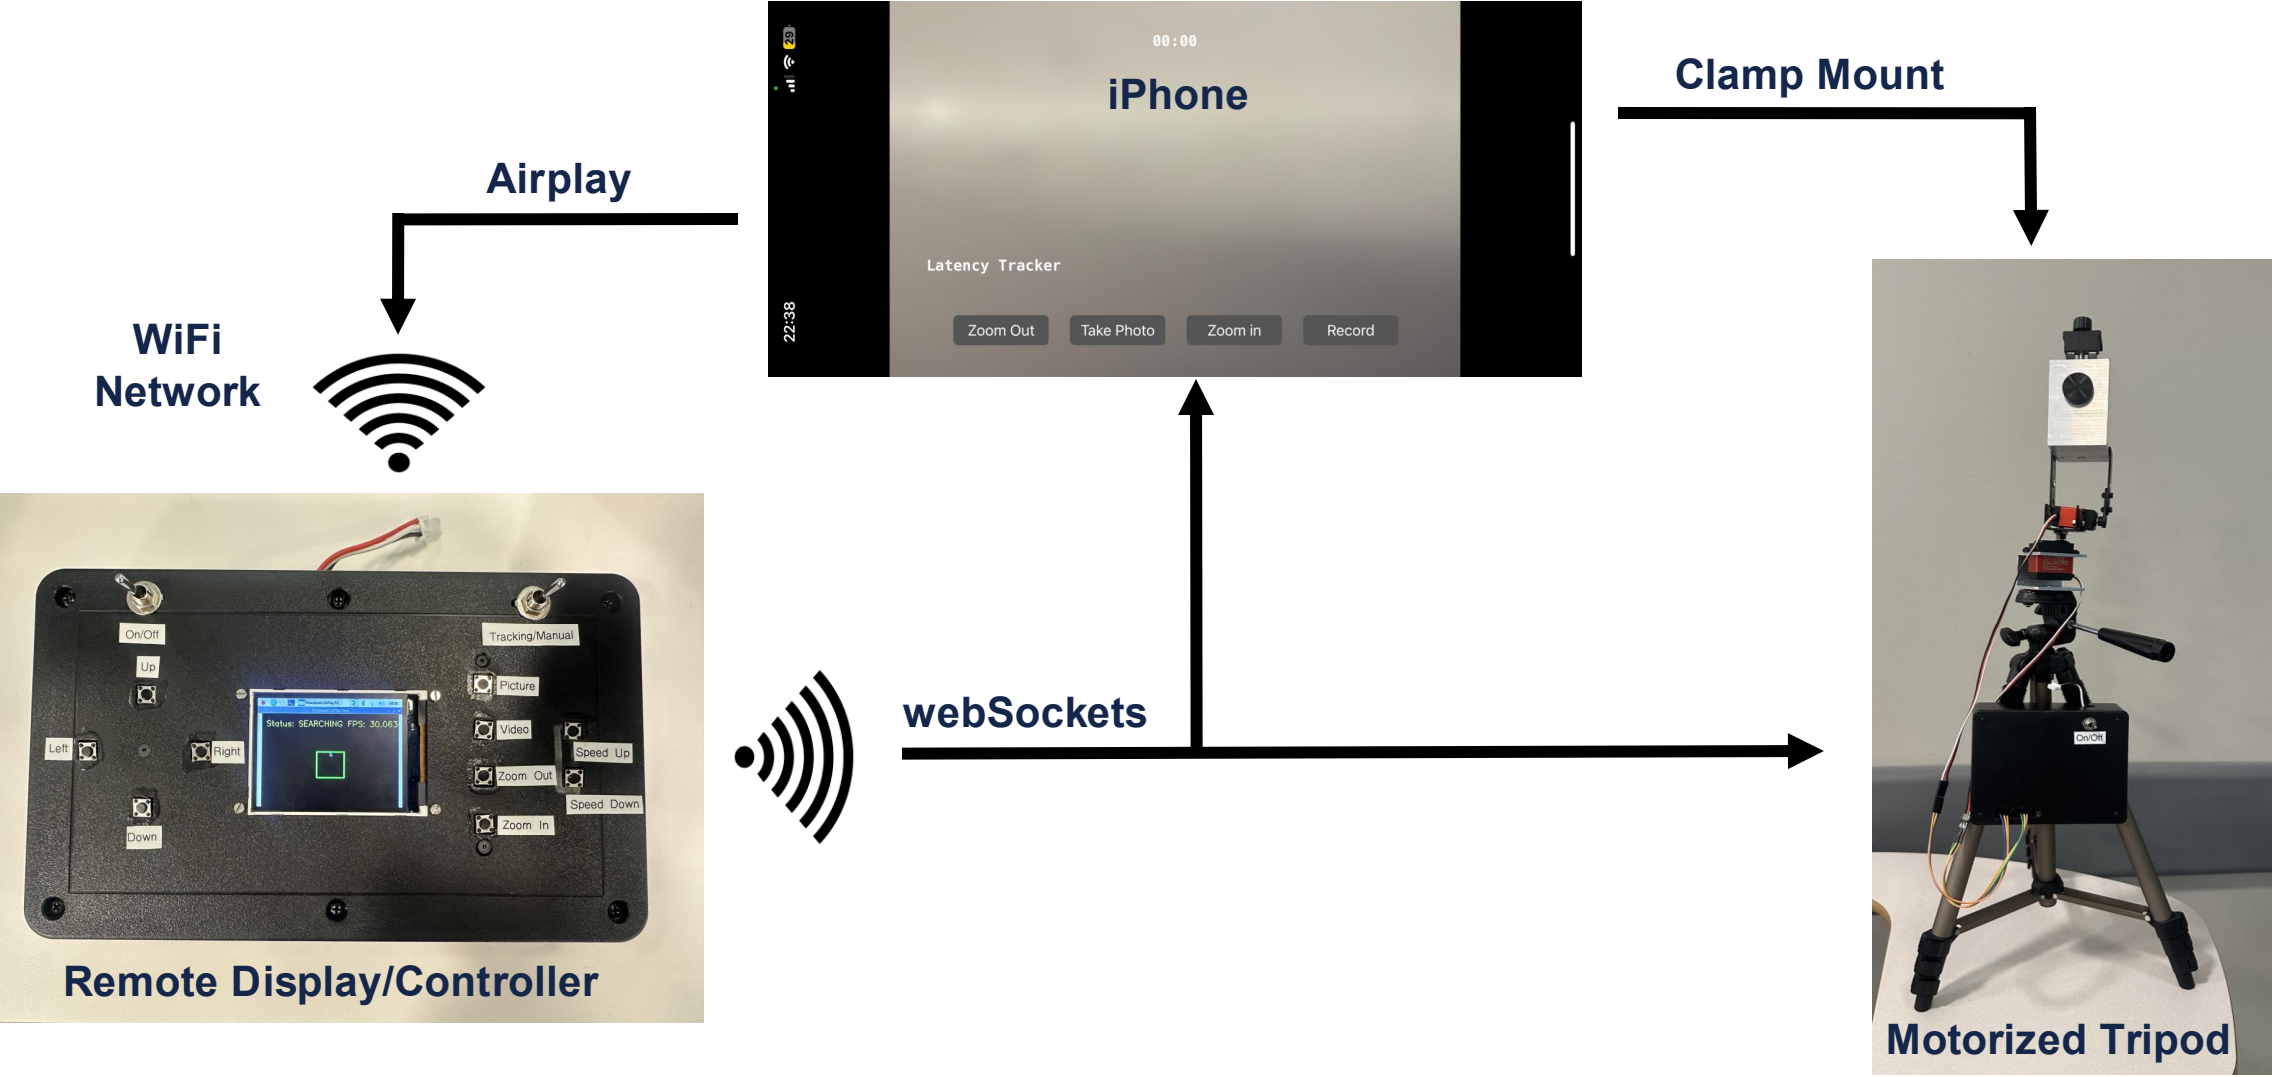 29
22:38
00:00
iPhone
Latency Tracker
Zoom Out
Take Photo
Zoom in
Record
Clamp Mount
Airplay
WiFi
Network
On/Off
Tracking/Manual
Up
Picture
Status: SEARCHING FPS: 30.063
Left
Right
Video
Speed Up
Zoom Out
Speed Down
Down
Zoom In
Remote Display/Controller
webSockets
On/Off
Motorized Tripod